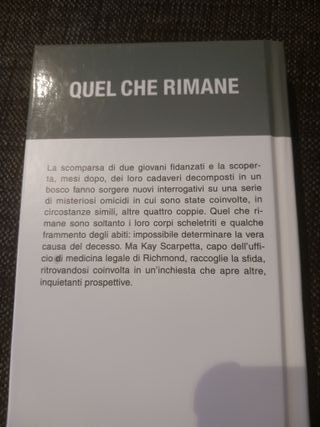 QUEL CHE RIMANE
La scomparsa di due giovani fidanzati e la scoper-
ta, mesi dopo, dei loro cadaveri decomposti in un
bosco fanno sorgere nuovi interrogativi su una serie
di misteriosi omicidi in cui sono state coinvolte, in
circostanze simili, altre quattro coppie. Quel che ri-
mane sono soltanto i loro corpi scheletriti e qualche
frammento degli abiti: impossibile determinare la vera
causa del decesso. Ma Kay Scarpetta, capo dell'uffi-
cio di medicina legale di Richmond, raccoglie la sfida,
ritrovandosi coinvolta in un'inchiesta che apre altre,
inquietanti prospettive.